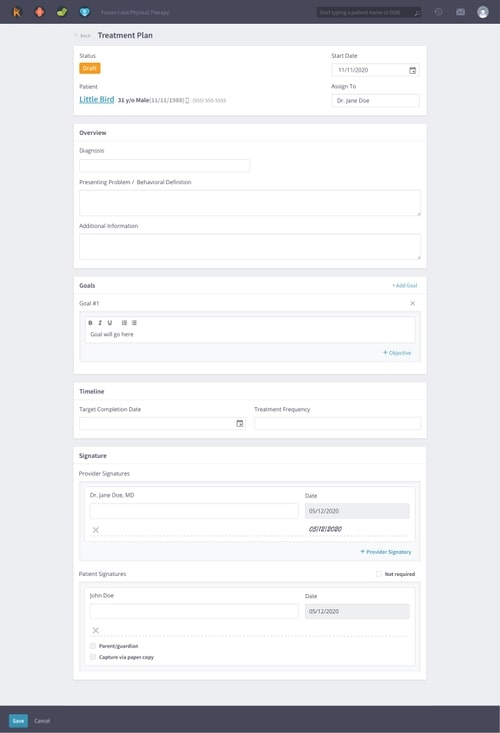 Frozen Laos Physical Therapy
Start typing a patient name or DOB
Back
Treatment Plan
Status
Draft
Start Date
11/11/2020
Patient
Little Bird 31 y/o Male (11/11/1988) (555) 555-5555
Assign To
Dr. Jane Doe
Overview
Diagnosis
Presenting Problem / Behavioral Definition
Additional Information
Goals
+ Add Goal
Goal #1
B I U
Goal will go here
+ Objective
Timeline
Target Completion Date
Treatment Frequency
Signature
Provider Signatures
Dr. Jane Doe, MD
Date
05/12/2020
05/12/2020
+ Provider Signatory
Patient Signatures
Not required
John Doe
Date
05/12/2020
Parent/guardian
Capture via paper copy
Save
Cancel